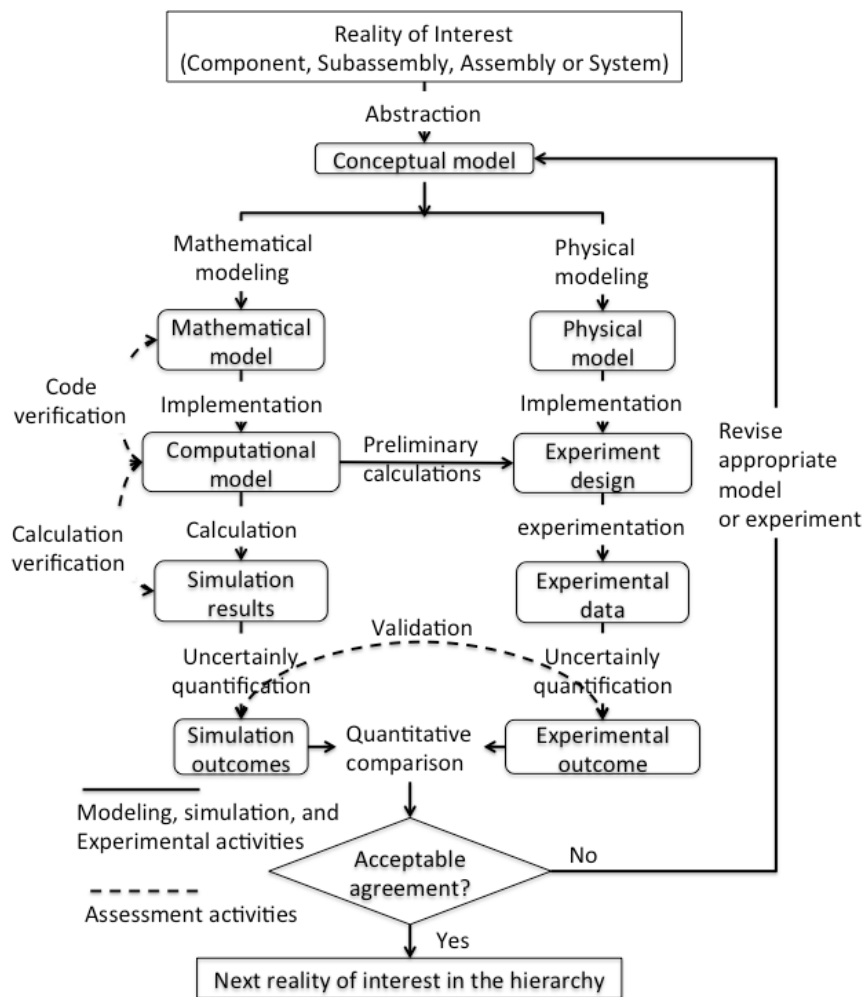 Reality of Interest
(Component, Subassembly, Assembly or System)
Abstraction
Conceptual model
Mathematical
modeling
Physical
modeling
Mathematical
model
Physical
model
Code
verification
Implementation
Implementation
Computational
model
Preliminary
calculations
Experiment
design
Revise
appropriate
model
or experiment
Calculation
verification
Calculation
experimentation
Simulation
results
Experimental
data
Validation
Uncertainly
quantification
Uncertainly
quantification
Simulation
outcomes
Quantitative
comparison
Experimental
outcome
Modeling, simulation, and
Experimental activities
Acceptable
agreement?
No
Assessment activities
Yes
Next reality of interest in the hierarchy